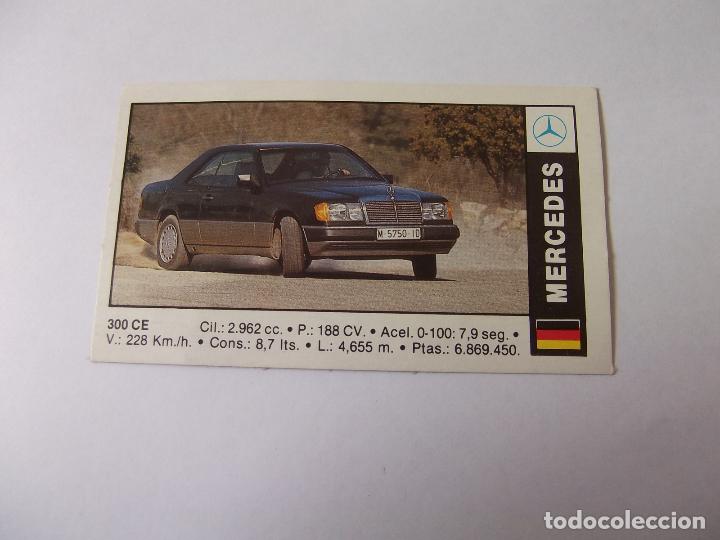 MERCEDES
M·5750·ID
300 CE Cil.: 2.962 cc. • P.: 188 CV. • Acel. 0-100: 7,9 seg. •
V.: 228 Km./h. • Cons.: 8,7 lts. • L.: 4,655 m. • Ptas.: 6.869.450.
todocoleccion